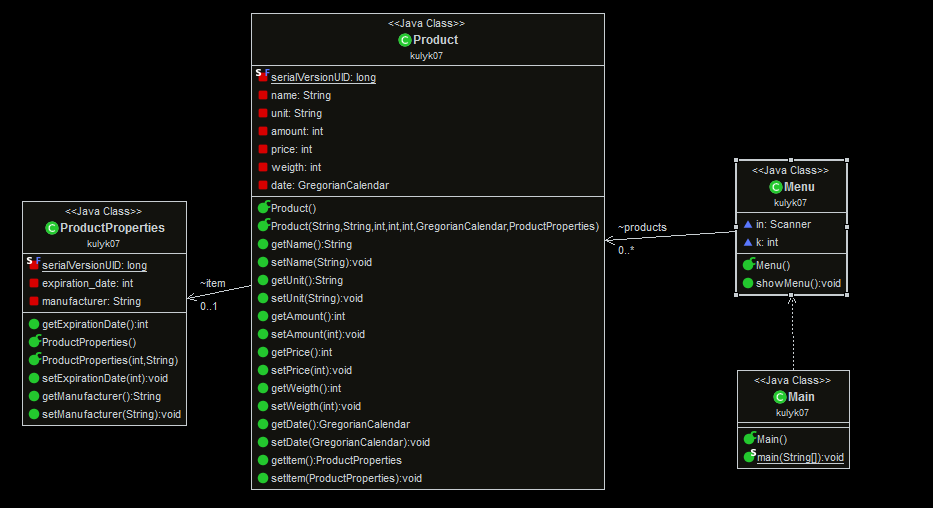 <<Java Class>>
Product
kulyk07
serialVersionUID: long
name: String
unit: String
amount: int
price: int
weigth: int
date: GregorianCalendar
Product()
Product(String,String,int,int,int,GregorianCalendar,ProductProperties)
getName():String
setName(String):void
getUnit():String
setUnit(String):void
getAmount():int
setAmount(int):void
getPrice():int
setPrice(int):void
getWeigth():int
setWeigth(int):void
getDate():GregorianCalendar
setDate(GregorianCalendar):void
getItem():ProductProperties
setItem(ProductProperties):void
<<Java Class>>
ProductProperties
kulyk07
serialVersionUID: long
expiration_date: int
manufacturer: String
getExpirationDate():int
ProductProperties()
ProductProperties(int,String)
setExpirationDate(int):void
getManufacturer():String
setManufacturer(String):void
~item
0..1
~products
0..*
<<Java Class>>
Menu
kulyk07
in: Scanner
k: int
Menu()
showMenu():void
<<Java Class>>
Main
kulyk07
Main()
main(String[]):void